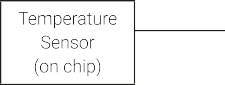 Temperature
Sensor
(on chip)